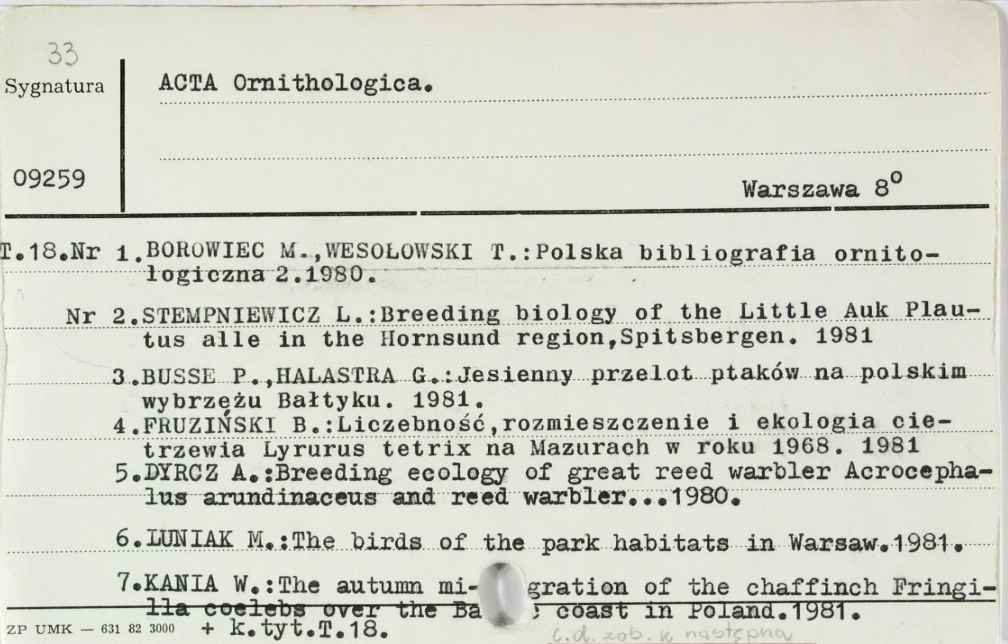 33
Sygnatura
ACTA Ornithologica.
09259
Warszawa 8º
T.18.Nr 1.BOROWIEC M.,WESOŁOWSKI T.:Polska bibliografia ornito-
logiczna 2.1980.
Nr 2.STEMPNIEWICZ L.:Breeding biology of the Little Auk Plau-
tus alle in the Hornsund region,Spitsbergen. 1981
3.BUSSE P.,HALASTRA G.:Jesienny przelot ptaków na polskim
wybrzeżu Bałtyku. 1981.
4.FRUZIŃSKI B.:Liczebność,rozmieszczenie i ekologia cie-
trzewia Lyrurus tetrix na Mazurach w roku 1968. 1981
5.DYRCZ A.:Breeding ecology of great reed warbler Acrocepha-
lus arundinaceus and reed warbler...1980.
6.LUNIAK M.:The birds of the park habitats in Warsaw.1981.
7.KANIA W.:The autumn mi- gration of the chaffinch Fringi-
lla coelebs over the Ba coast in Poland.1981.
ZP UMK — 631 82 3000 + k.tyt.T.18.
c.d. zob. k. następna